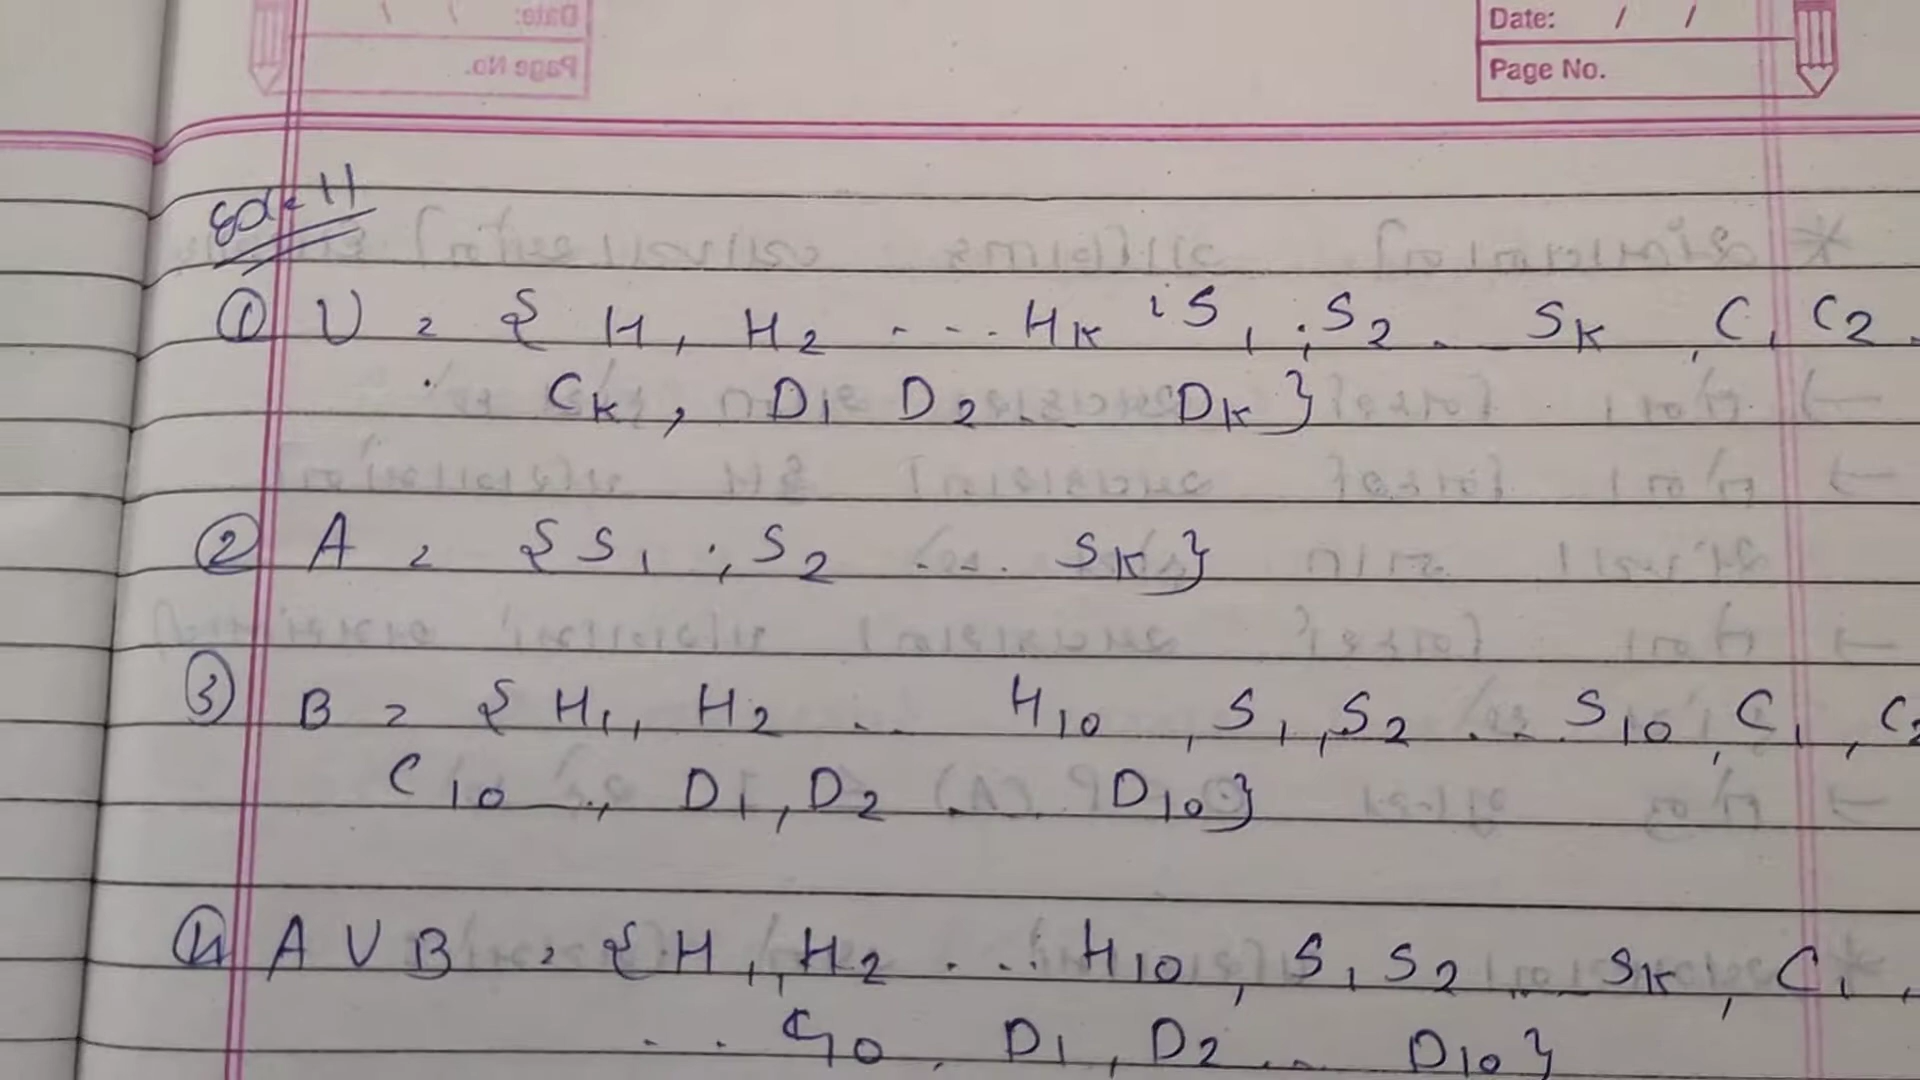 Date: / /
Page No.
① U = { H1, H2 ... HK, S1, S2 .. SK, C1, C2 .
. CK, D1 D2 . . DK }
② A = { S1, S2 ... SK }
③ B = { H1, H2 .. H10, S1, S2 ... S10, C1, C2
C10, D1, D2 . D10 }
④ A U B = { H1, H2 ... H10, S1 S2 ... SK, C1,
.. C10, D1, D2 .. D10 }